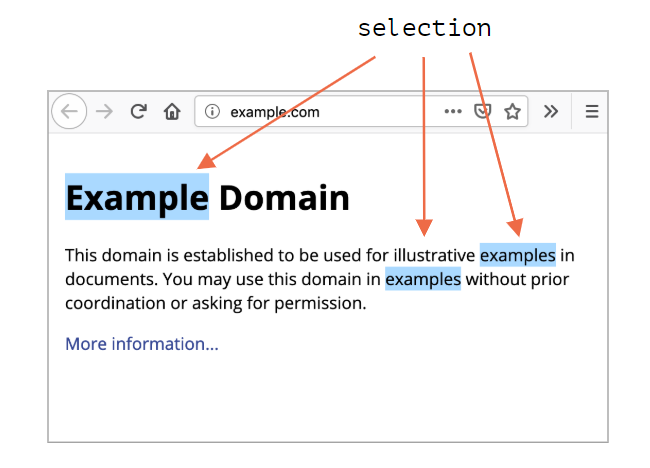 selection
example.com
Example Domain
This domain is established to be used for illustrative examples in
documents. You may use this domain in examples without prior
coordination or asking for permission.
More information...